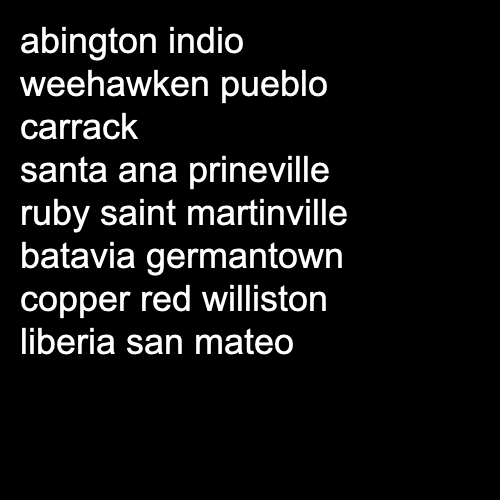 abington indio
weehawken pueblo
carrack
santa ana prineville
ruby saint martinville
batavia germantown
copper red williston
liberia san mateo